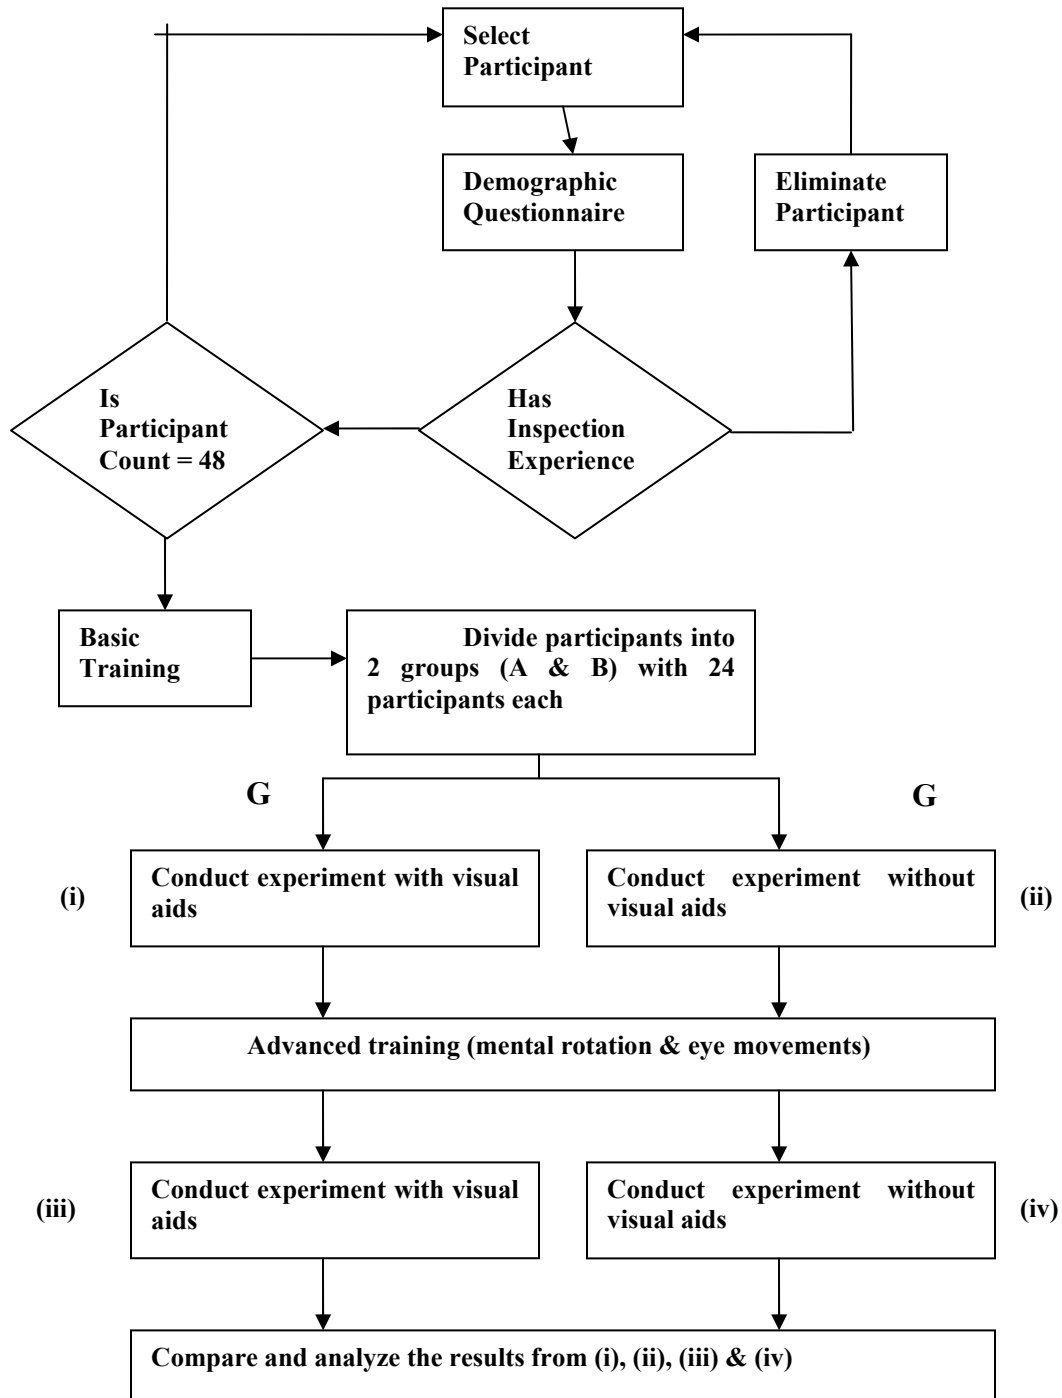 Select
Participant
Demographic
Questionnaire
Eliminate
Participant
Is
Participant
Count = 48
Has
Inspection
Experience
Basic
Training
Divide participants into
2 groups (A & B) with 24
participants each
G
G
(i)
Conduct experiment with visual
aids
Conduct experiment without
visual aids
(ii)
Advanced training (mental rotation & eye movements)
(iii)
Conduct experiment with visual
aids
Conduct experiment without
visual aids
(iv)
Compare and analyze the results from (i), (ii), (iii) & (iv)